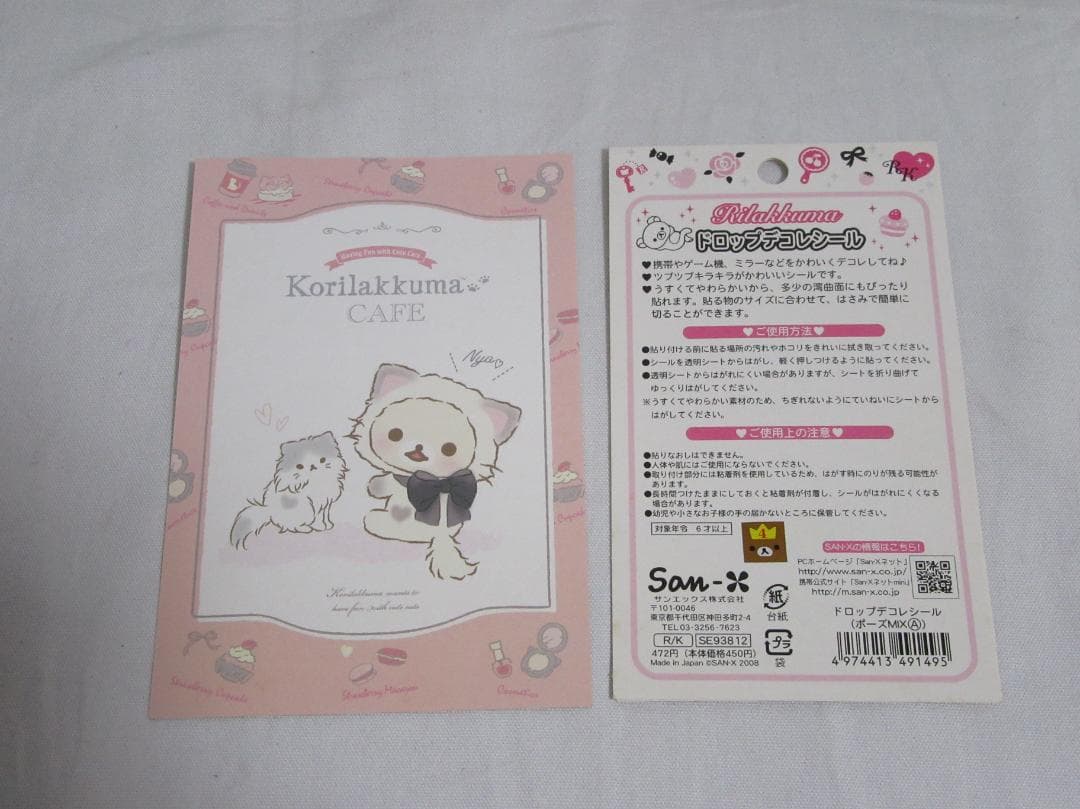 Coffee and Sweets
Strawberry Cupcake
Cosmetics
Having Fun with Cute Cats
Korilakkuma
CAFE
Nya
Korilakkuma wants to
have fun with cute cats
Strawberry Cupcake
Strawberry Macaron
Cosmetics
RK
Rilakkuma
ドロップデコレシール
♥携帯やゲーム機、ミラーなどをかわいくデコレしてね♪
♥ツブツブキラキラがかわいいシールです。
♥うすくてやわらかいから、多少の湾曲面にもぴったり
貼れます。貼る物のサイズに合わせて、はさみで簡単に
切ることができます。
♥ご使用方法♥
●貼り付ける前に貼る場所の汚れやホコリをきれいに拭き取ってください。
●シールを透明シートからはがし、軽く押しつけるように貼ってください。
●透明シートからはがれにくい場合がありますが、シートを折り曲げて
ゆっくりはがしてください。
※うすくてやわらかい素材のため、ちぎれないようにていねいにシートから
はがしてください。
♥ご使用上の注意♥
●貼りなおしはできません。
●人体や肌にはご使用にならないでください。
●取り付け部分には粘着剤を使用しているため、はがす時にのりが残る可能性が
あります。
●長時間つけたままにしておくと粘着剤が付着し、シールがはがれにくくなる
場合があります。
●幼児や小さなお子様の手の届かないところに保管してください。
対象年令 6才以上
4
SAN-Xの情報はこちら!
PCホームページ「San-Xネット」
http://www.san-x.co.jp/
携帯公式サイト「San-Xネットmini」
http://m.san-x.co.jp
San-X
サンエックス株式会社
〒101-0046
東京都千代田区神田多町2-4
TEL03-3256-7623
R/K SE93812
472円(本体価格450円)
Made in Japan ©SAN-X 2008
紙
台紙
プラ
袋
ドロップデコレシール
(ポーズMIXⒶ)
4974413491495